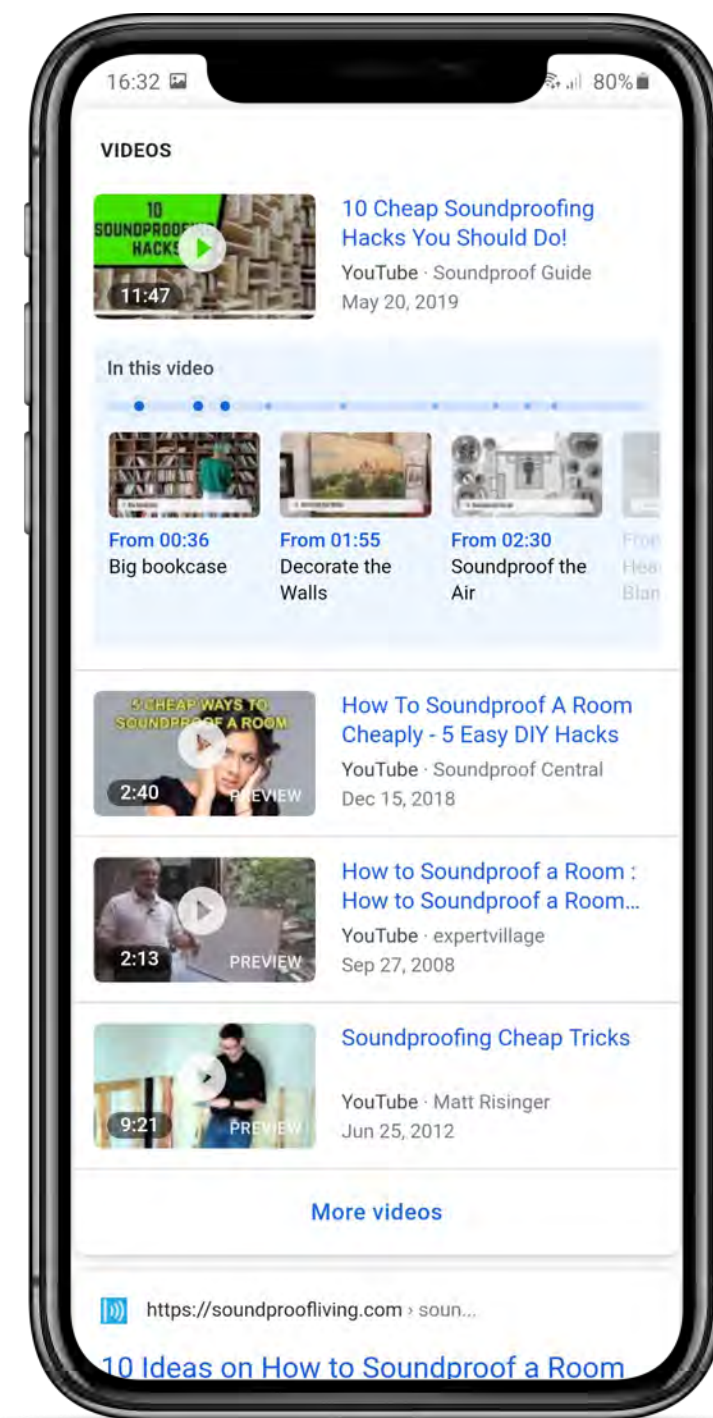 16:32
80%
VIDEOS
10
SOUNDPROOFING
HACKS
11:47
10 Cheap Soundproofing
Hacks You Should Do!
YouTube · Soundproof Guide
May 20, 2019
In this video
From 00:36
Big bookcase
From 01:55
Decorate the
Walls
From 02:30
Soundproof the
Air
From
Hea
Blan
5 CHEAP WAYS TO
SOUNDPROOF A ROOM
2:40
PREVIEW
How To Soundproof A Room
Cheaply - 5 Easy DIY Hacks
YouTube · Soundproof Central
Dec 15, 2018
2:13
PREVIEW
How to Soundproof a Room :
How to Soundproof a Room...
YouTube · expertvillage
Sep 27, 2008
9:21
PREVIEW
Soundproofing Cheap Tricks
YouTube · Matt Risinger
Jun 25, 2012
More videos
https://soundproofliving.com › soun...
10 Ideas on How to Soundproof a Room